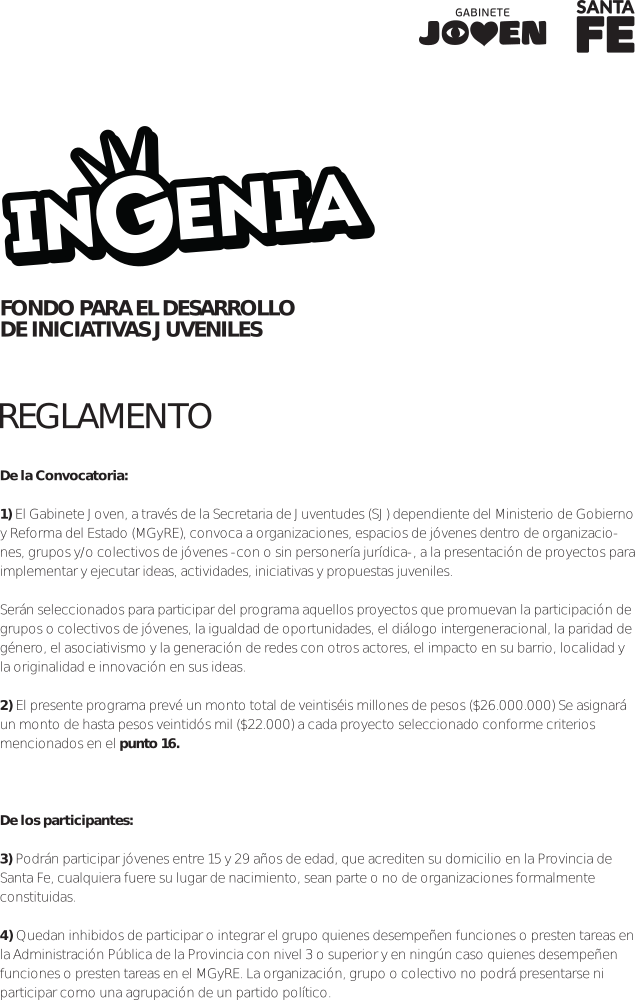 GABINETE
JOVEN
SANTA
FE
INGENIA
FONDO PARA EL DESARROLLO
DE INICIATIVAS JUVENILES
REGLAMENTO
De la Convocatoria:
1) El Gabinete Joven, a través de la Secretaria de Juventudes (SJ) dependiente del Ministerio de Gobierno
y Reforma del Estado (MGyRE), convoca a organizaciones, espacios de jóvenes dentro de organizacio-
nes, grupos y/o colectivos de jóvenes -con o sin personería jurídica-, a la presentación de proyectos para
implementar y ejecutar ideas, actividades, iniciativas y propuestas juveniles.
Serán seleccionados para participar del programa aquellos proyectos que promuevan la participación de
grupos o colectivos de jóvenes, la igualdad de oportunidades, el diálogo intergeneracional, la paridad de
género, el asociativismo y la generación de redes con otros actores, el impacto en su barrio, localidad y
la originalidad e innovación en sus ideas.
2) El presente programa prevé un monto total de veintiséis millones de pesos ($26.000.000) Se asignará
un monto de hasta pesos veintidós mil ($22.000) a cada proyecto seleccionado conforme criterios
mencionados en el punto 16.
De los participantes:
3) Podrán participar jóvenes entre 15 y 29 años de edad, que acrediten su domicilio en la Provincia de
Santa Fe, cualquiera fuere su lugar de nacimiento, sean parte o no de organizaciones formalmente
constituidas.
4) Quedan inhibidos de participar o integrar el grupo quienes desempeñen funciones o presten tareas en
la Administración Pública de la Provincia con nivel 3 o superior y en ningún caso quienes desempeñen
funciones o presten tareas en el MGyRE. La organización, grupo o colectivo no podrá presentarse ni
participar como una agrupación de un partido político.